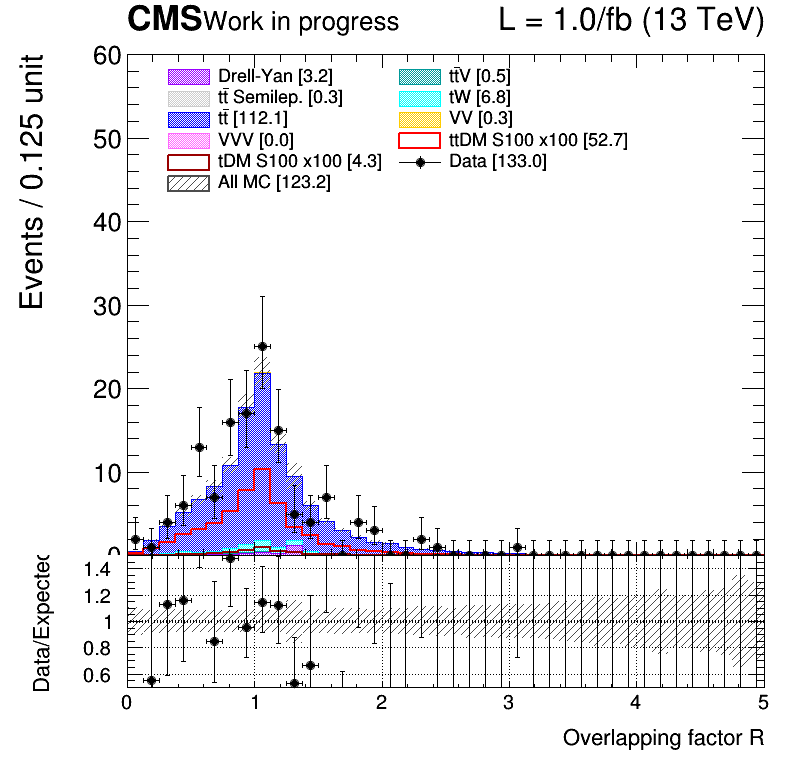 CMS Work in progress L = 1.0/fb (13 TeV)
Events / 0.125 unit
60
50
40
30
20
10
0
Drell-Yan [3.2]
tt̄V [0.5]
tt̄ Semilep. [0.3]
tW [6.8]
tt̄ [112.1]
VV [0.3]
VVV [0.0]
ttDM S100 x100 [52.7]
tDM S100 x100 [4.3]
Data [133.0]
All MC [123.2]
Data/Expected
1.4
1.2
1
0.8
0.6
0 1 2 3 4 5
Overlapping factor R